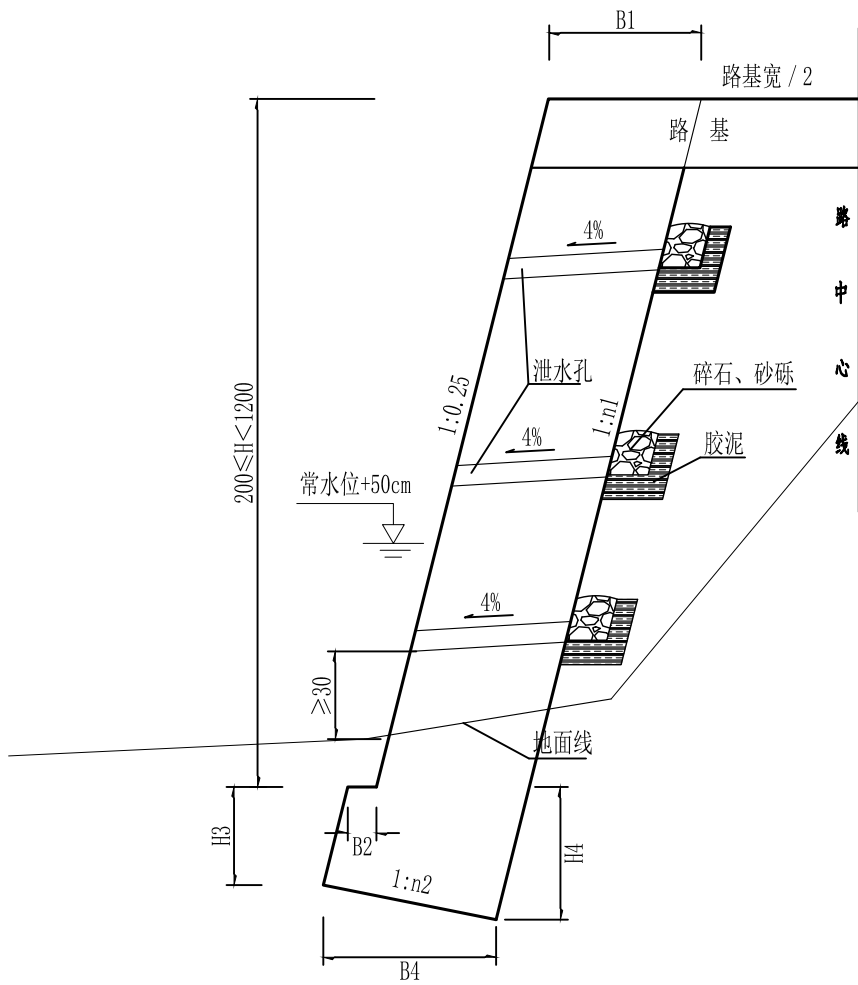 B1
路基宽／2
路 基
路中心线
4%
泄水孔
碎石、砂砾
1:0.25
1:n1
200≤H＜1200
4%
胶泥
常水位+50cm
4%
≥30
地面线
H3
B2
H4
1:n2
B4